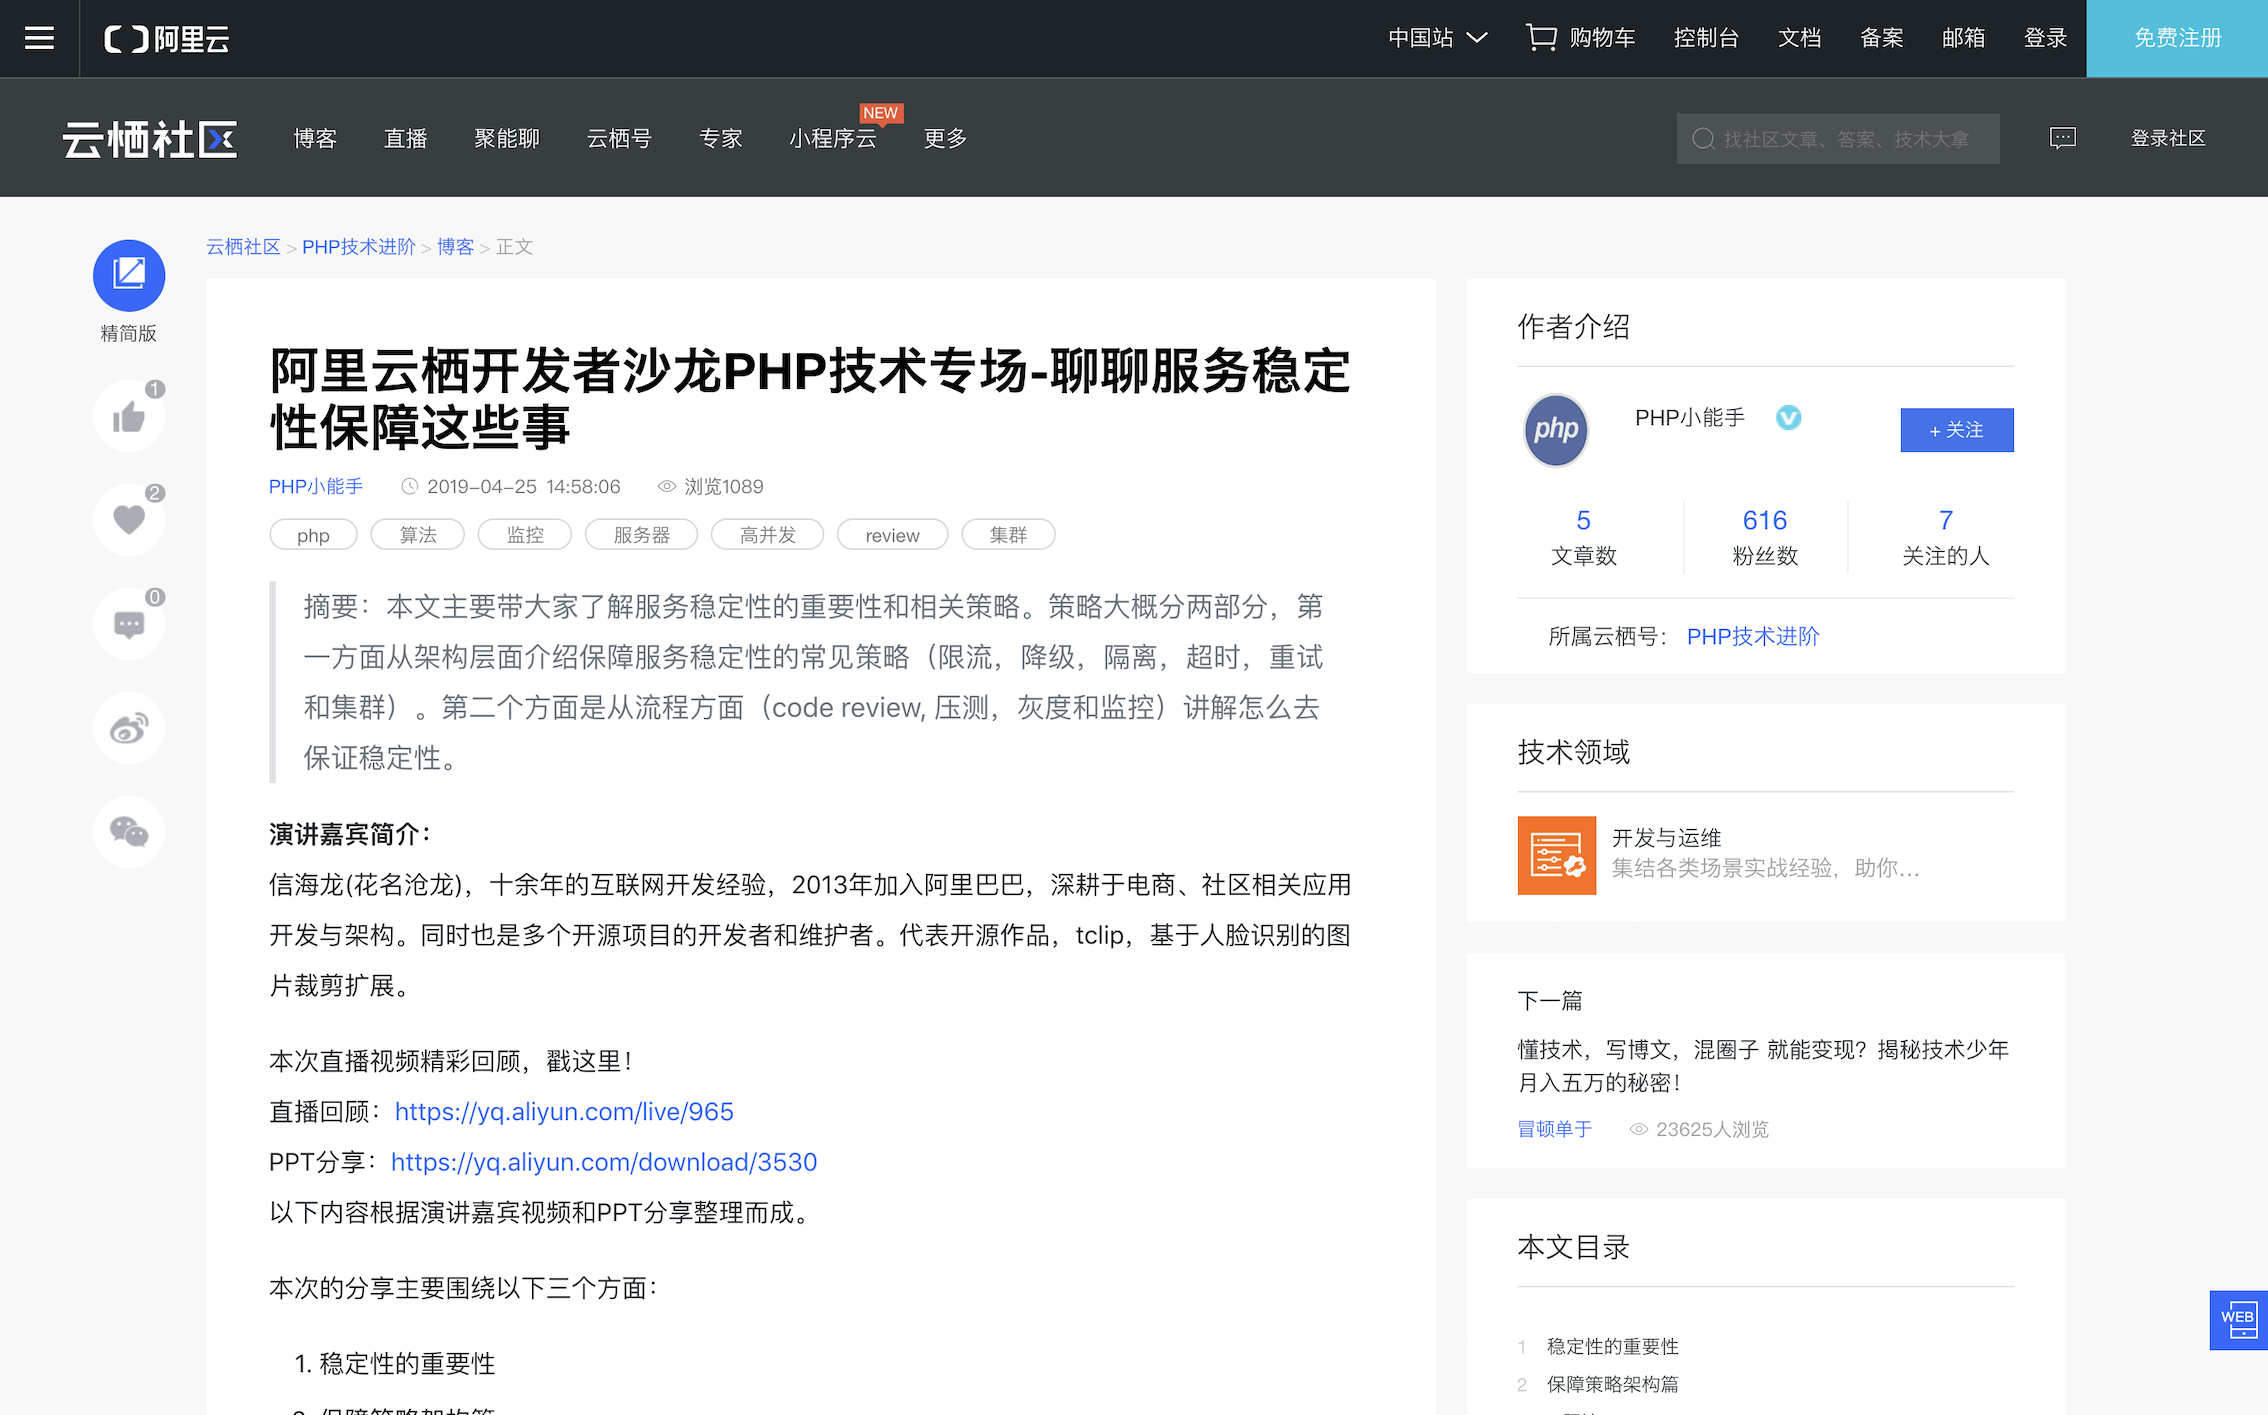 阿里云
中国站
购物车
控制台
文档
备案
邮箱
登录
免费注册
云栖社区
博客
直播
聚能聊
云栖号
专家
小程序云
NEW
更多
找社区文章、答案、技术大拿
登录社区
云栖社区 > PHP技术进阶 > 博客 > 正文
精简版
1
2
0
阿里云栖开发者沙龙PHP技术专场-聊聊服务稳定
性保障这些事
PHP小能手 2019-04-25 14:58:06 浏览1089
php 算法 监控 服务器 高并发 review 集群
摘要：本文主要带大家了解服务稳定性的重要性和相关策略。策略大概分两部分，第
一方面从架构层面介绍保障服务稳定性的常见策略（限流，降级，隔离，超时，重试
和集群）。第二个方面是从流程方面（code review, 压测，灰度和监控）讲解怎么去
保证稳定性。
演讲嘉宾简介：
信海龙(花名沧龙)，十余年的互联网开发经验，2013年加入阿里巴巴，深耕于电商、社区相关应用
开发与架构。同时也是多个开源项目的开发者和维护者。代表开源作品，tclip，基于人脸识别的图
片裁剪扩展。
本次直播视频精彩回顾，戳这里！
直播回顾：https://yq.aliyun.com/live/965
PPT分享：https://yq.aliyun.com/download/3530
以下内容根据演讲嘉宾视频和PPT分享整理而成。
本次的分享主要围绕以下三个方面：
1. 稳定性的重要性
2. 保障策略架构篇
作者介绍
php
PHP小能手
+ 关注
5
文章数
616
粉丝数
7
关注的人
所属云栖号： PHP技术进阶
技术领域
开发与运维
集结各类场景实战经验，助你...
下一篇
懂技术，写博文，混圈子 就能变现？揭秘技术少年
月入五万的秘密！
冒顿单于 23625人浏览
本文目录
1 稳定性的重要性
2 保障策略架构篇
WEB